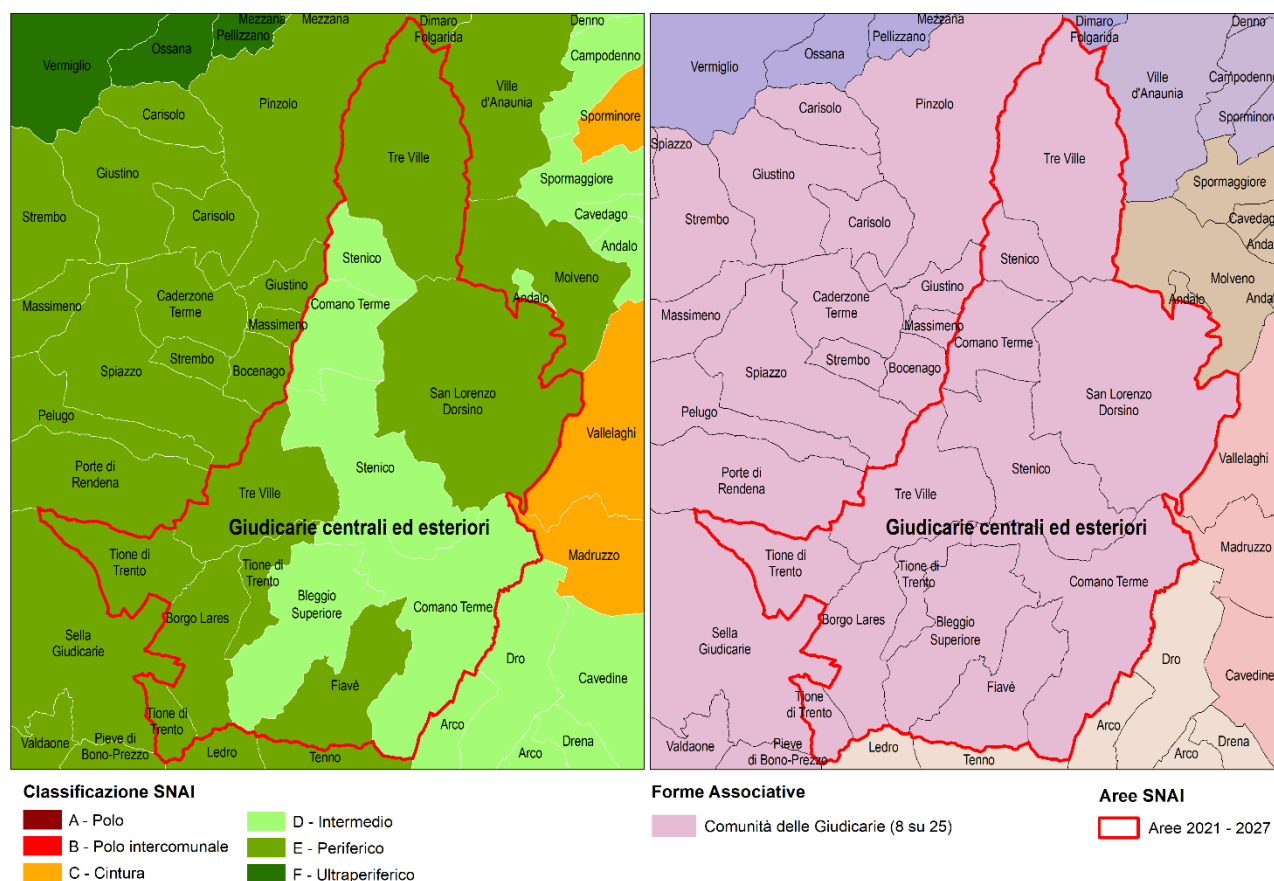 Mezzana
Pellizzano
Mezzana
Dimaro
Folgarida
Denno
Ossana
Vermiglio
Campodenno
Ville
d'Anaunia
Pinzolo
Carisolo
Sporminore
Tre Ville
Giustino
Spormaggiore
Strembo
Carisolo
Cavedago
Andalo
Stenico
Molveno
Giustino
Andalo
Massimeno
Caderzone
Terme
Comano Terme
Massimeno
Strembo
Bocenago
Spiazzo
San Lorenzo
Dorsino
Pelugo
Vallelaghi
Stenico
Porte di
Rendena
Tre Ville
Giudicarie centrali ed esteriori
Tione di
Trento
Tione di
Trento
Madruzzo
Bleggio
Superiore
Comano Terme
Borgo Lares
Sella
Giudicarie
Dro
Cavedine
Fiavè
Tione di
Trento
Arco
Valdaone
Pieve di
Bono-Prezzo
Ledro
Tenno
Arco
Drena
Mezzana
Pellizzano
Dimaro
Folgarida
Denno
Ossana
Vermiglio
Campodenno
Ville
d'Anaunia
Pinzolo
Carisolo
Sporminore
Spiazzo
Giustino
Tre Ville
Spormaggiore
Strembo
Carisolo
Cavedago
Andal
Stenico
Molveno
Giustino
Andalo
Andal
Massimeno
Caderzone
Terme
Massimeno
Comano Terme
Strembo
Bocenago
Spiazzo
San Lorenzo
Dorsino
Pelugo
Vallelaghi
Stenico
Porte di
Rendena
Tre Ville
Giudicarie centrali ed esteriori
Tione di
Trento
Tione di
Trento
Madruzzo
Comano Terme
Borgo Lares
Bleggio
Superiore
Sella
Giudicarie
Dro
Cavedine
Fiavè
Tione
di Trento
Arco
Valdaone
Pieve
di Bono-Prezzo
Ledro
Tenno
Arco
Drena
Classificazione SNAI
A - Polo
B - Polo intercomunale
C - Cintura
D - Intermedio
E - Periferico
F - Ultraperiferico
Forme Associative
Comunità delle Giudicarie (8 su 25)
Aree SNAI
Aree 2021 - 2027